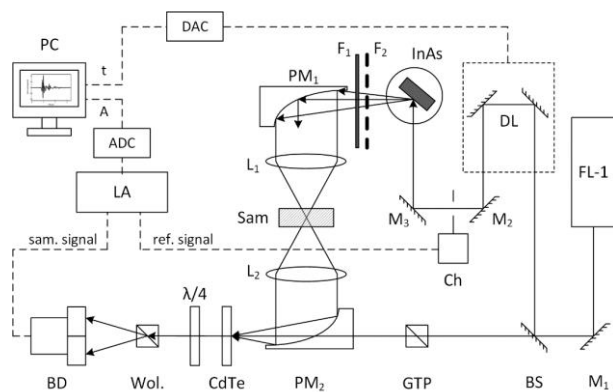 DAC
PC
t
F₁ F₂
InAs
PM₁
A
DL
ADC
FL-1
L₁
LA
Sam
M₃
M₂
sam. signal
ref. signal
L₂
Ch
λ/4
BD
Wol.
CdTe
PM₂
GTP
BS
M₁